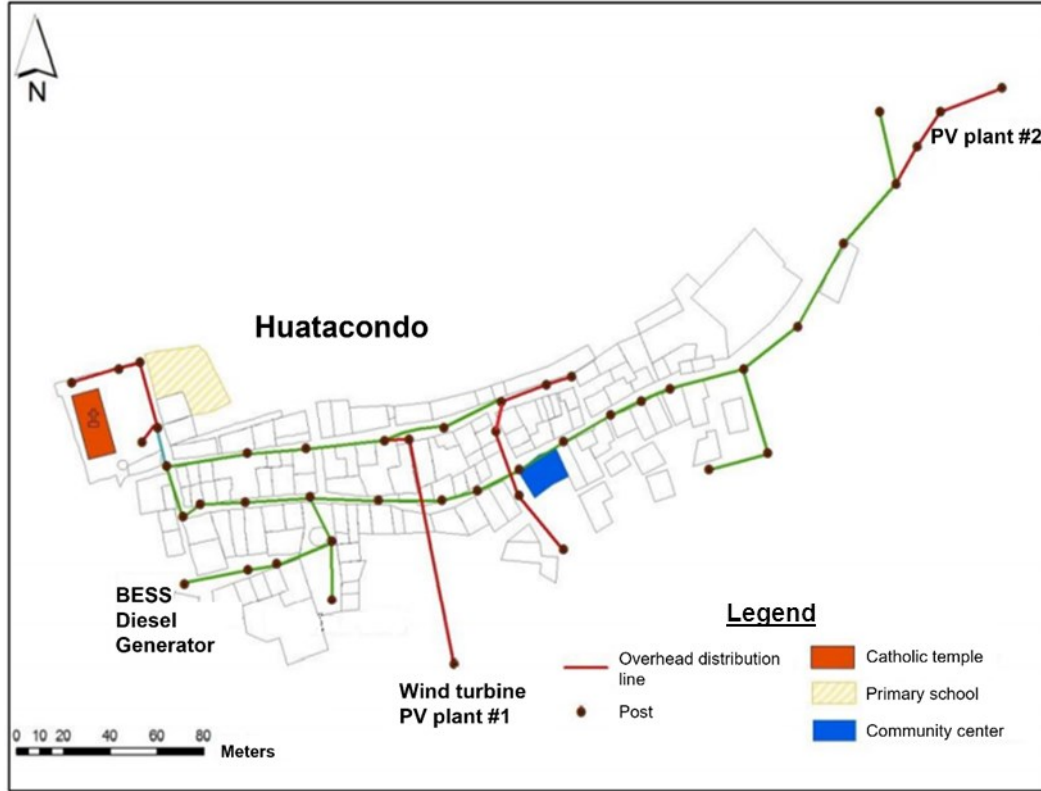 N
PV plant #2
Huatacondo
BESS
Diesel
Generator
Wind turbine
PV plant #1
Legend
Overhead distribution
line
Post
Catholic temple
Primary school
Community center
0 10 20 40 60 80
Meters